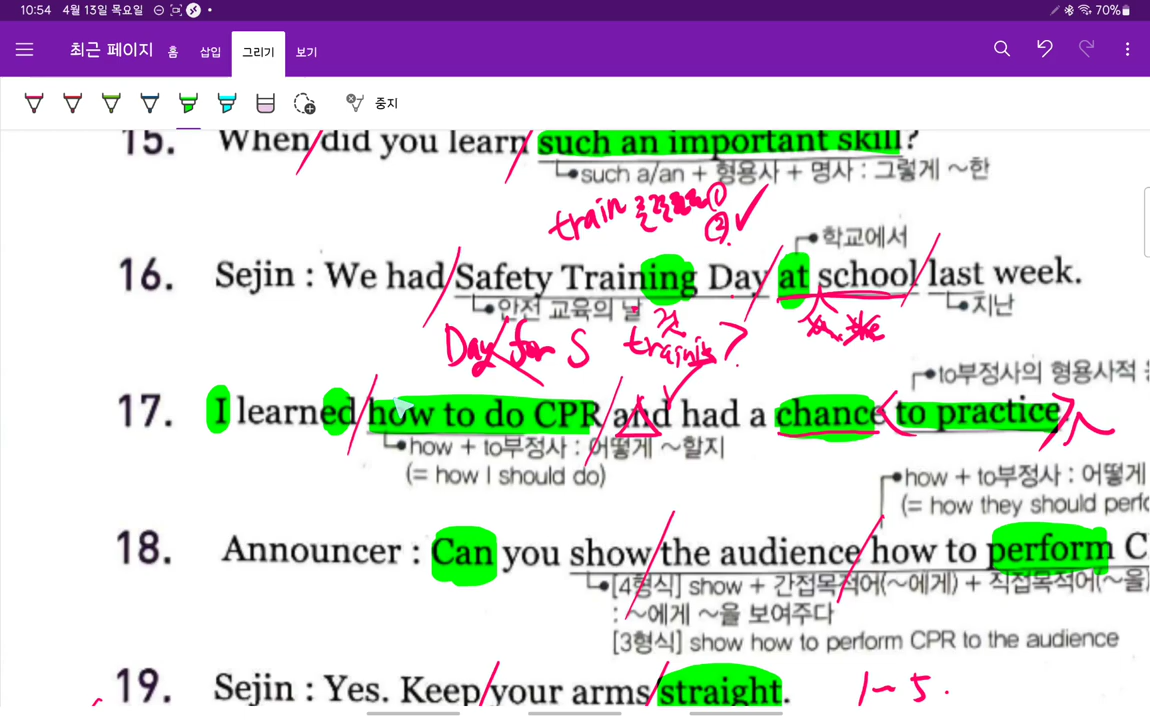 10:54 4월 13일 목요일 70%
최근 페이지 홈 삽입 그리기 보기
중지
15. When did you learn such an important skill?
such a/an + 형용사 + 명사 : 그렇게 ~한
train ① ②
학교에서
16. Sejin : We had Safety Training Day at school last week.
안전 교육의 날 것 지난
Day for S training?
to부정사의 형용사적
17. I learned how to do CPR and had a chance to practice
how + to부정사 : 어떻게 ~할지
(= how I should do)
how + to부정사 : 어떻게
(= how they should perfo
18. Announcer : Can you show the audience how to perform C
[4형식] show + 간접목적어(~에게) + 직접목적어(~을)
: ~에게 ~을 보여주다
[3형식] show how to perform CPR to the audience
19. Sejin : Yes. Keep your arms straight. 1~5.